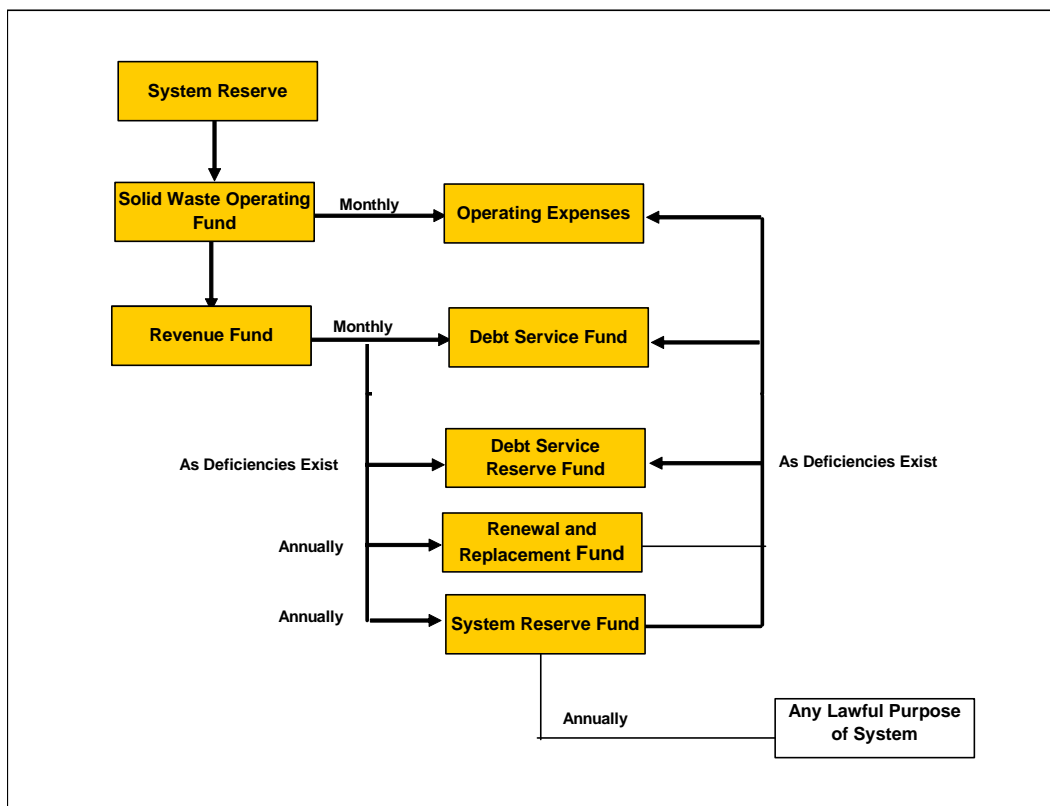 System Reserve
Solid Waste Operating
Fund
Monthly
Operating Expenses
Revenue Fund
Monthly
Debt Service Fund
As Deficiencies Exist
Debt Service
Reserve Fund
As Deficiencies Exist
Annually
Renewal and
Replacement Fund
Annually
System Reserve Fund
Annually
Any Lawful Purpose
of System